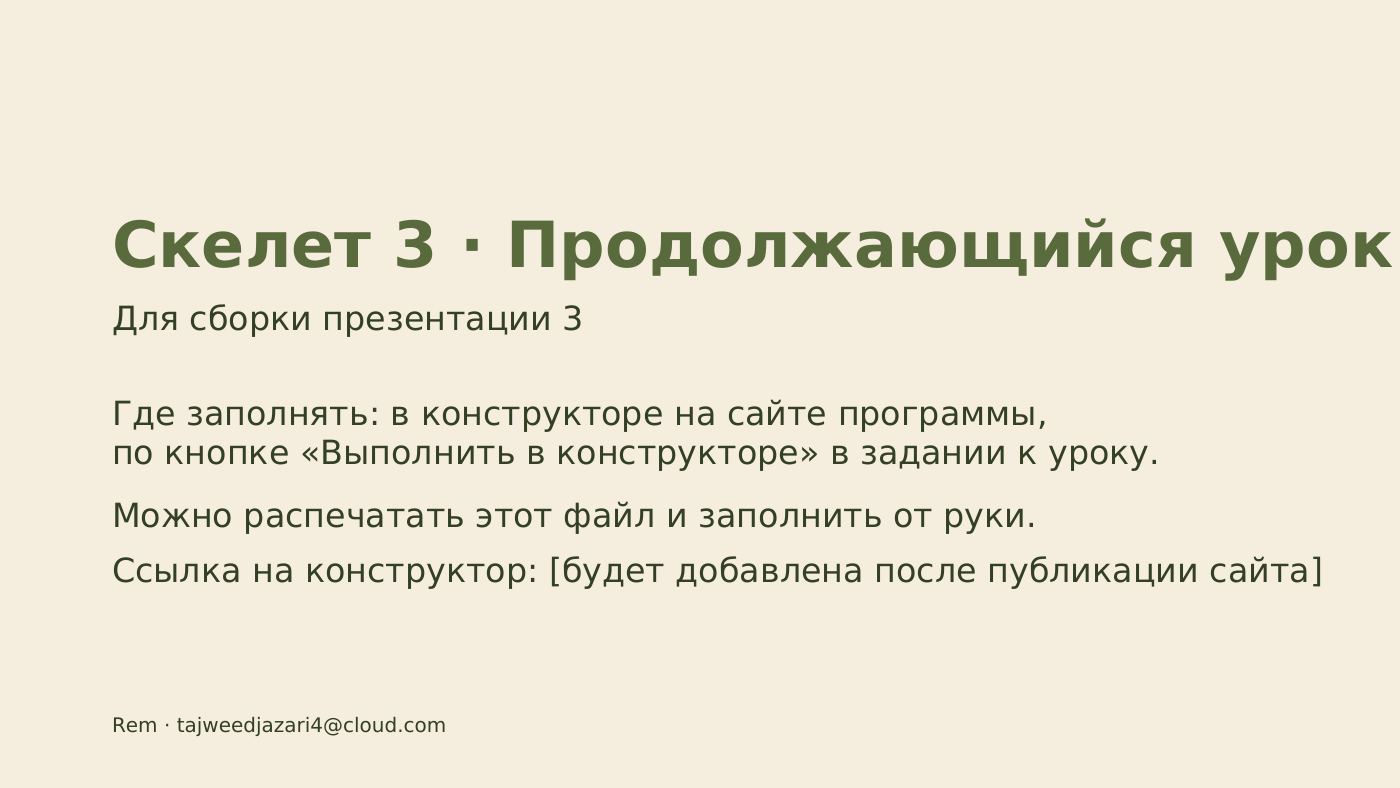 Скелет 3 · Продолжающийся урок
Для сборки презентации 3
Где заполнять: в конструкторе на сайте программы,
по кнопке «Выполнить в конструкторе» в задании к уроку.
Можно распечатать этот файл и заполнить от руки.
Ссылка на конструктор: [будет добавлена после публикации сайта]
Rem · tajweedjazari4@cloud.com